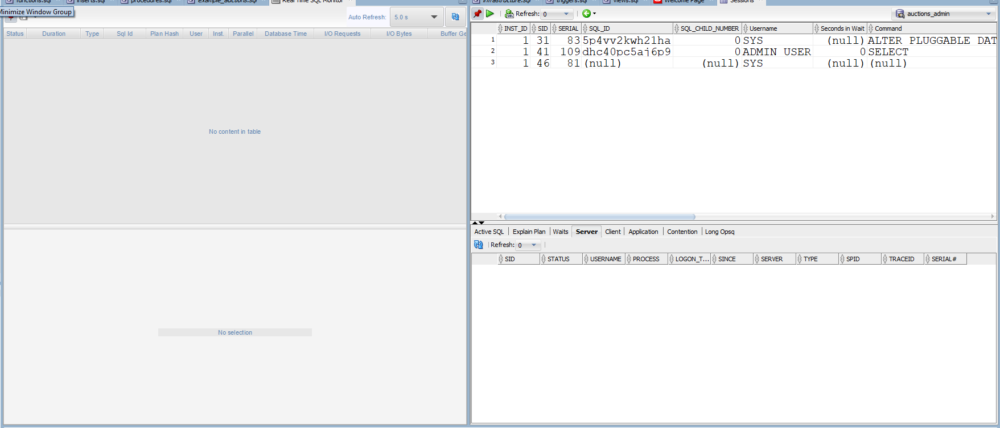 functions.sql inserts.sql procedures.sql example_auctions.sql Real Time SQL Monitor
Minimize Window Group
Auto Refresh: 5.0 s
Status Duration Type Sql Id Plan Hash User Inst. Parallel Database Time I/O Requests I/O Bytes Buffer Ge
No content in table
No selection
infrastructure.sql triggers.sql views.sql Welcome Page Sessions
SQL Refresh: 0 auctions_admin
INST_ID SID SERIAL SQL_ID SQL_CHILD_NUMBER Username Seconds in Wait Command
1 1 31 83 5p4vv2kwh21ha 0 SYS (null) ALTER PLUGGABLE DAT
2 1 41 109 dhc40pc5aj6p9 0 ADMIN_USER 0 SELECT
3 1 46 81 (null) (null) SYS (null) (null)
Active SQL Explain Plan Waits Server Client Application Contention Long Opsq
Refresh: 0
SID STATUS USERNAME PROCESS LOGON_T... SINCE SERVER TYPE SPID TRACEID SERIAL#